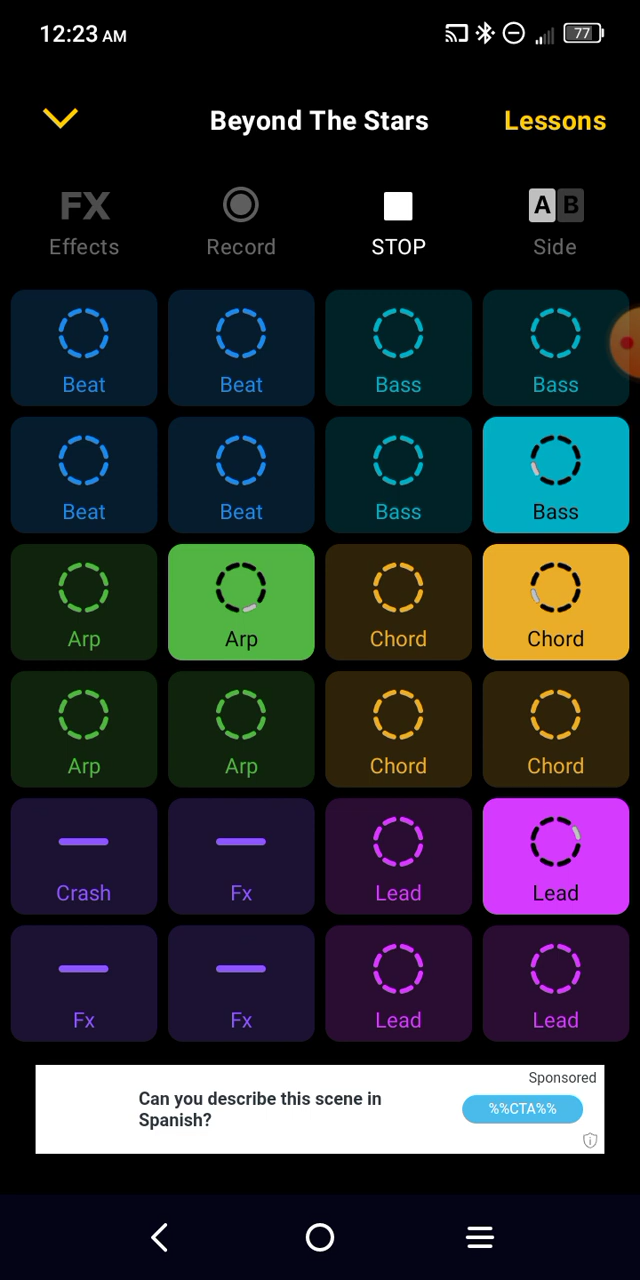 12:23 AM
77
Beyond The Stars
Lessons
FX
A B
Effects
Record
STOP
Side
Beat
Beat
Bass
Bass
Beat
Beat
Bass
Bass
Arp
Arp
Chord
Chord
Arp
Arp
Chord
Chord
Crash
Fx
Lead
Lead
Fx
Fx
Lead
Lead
Sponsored
Can you describe this scene in
Spanish?
%%CTA%%